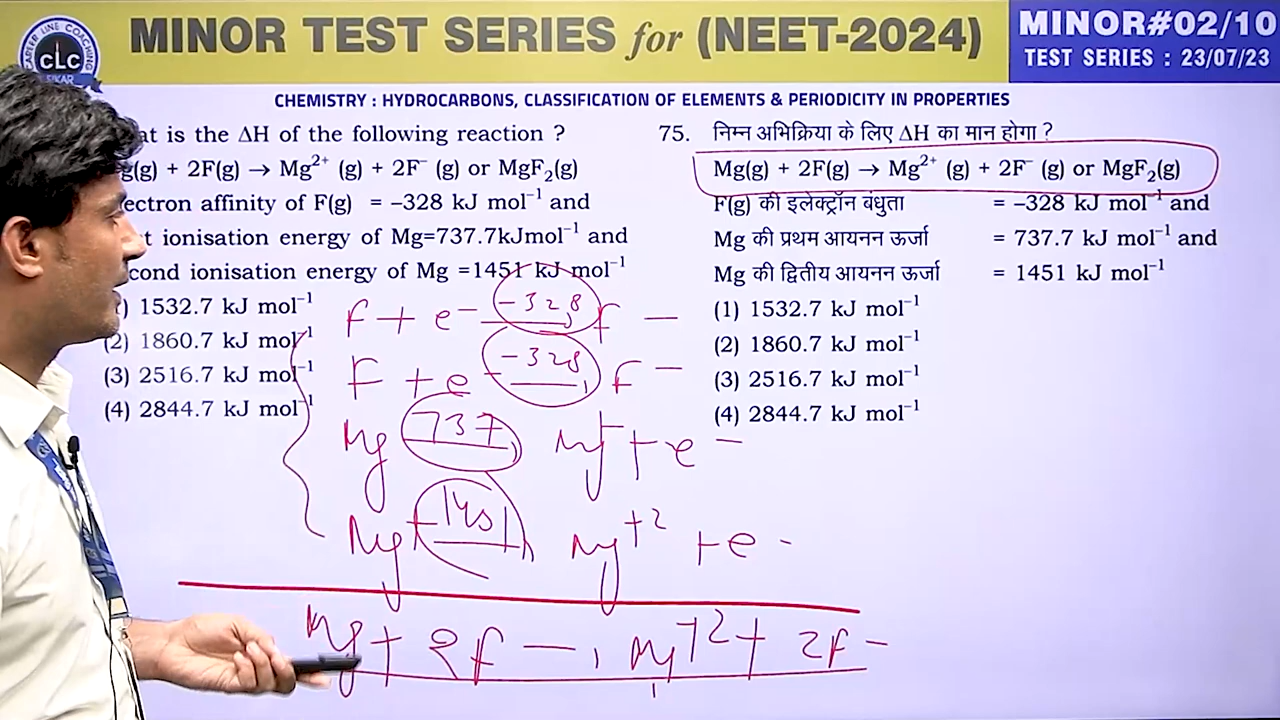 CAREER LINE COACHING
CLC
SIKAR
MINOR TEST SERIES for (NEET-2024)
MINOR#02/10
TEST SERIES : 23/07/23
CHEMISTRY : HYDROCARBONS, CLASSIFICATION OF ELEMENTS & PERIODICITY IN PROPERTIES
at is the ΔH of the following reaction ?
g(g) + 2F(g) → Mg²⁺ (g) + 2F⁻ (g) or MgF₂(g)
ectron affinity of F(g) = –328 kJ mol⁻¹ and
t ionisation energy of Mg=737.7kJmol⁻¹ and
cond ionisation energy of Mg =1451 kJ mol⁻¹
) 1532.7 kJ mol⁻¹
(2) 1860.7 kJ mol⁻¹
(3) 2516.7 kJ mol⁻¹
(4) 2844.7 kJ mol⁻¹
75. निम्न अभिक्रिया के लिए ΔH का मान होगा ?
Mg(g) + 2F(g) → Mg²⁺ (g) + 2F⁻ (g) or MgF₂(g)
F(g) की इलेक्ट्रॉन बंधुता = –328 kJ mol⁻¹ and
Mg की प्रथम आयनन ऊर्जा = 737.7 kJ mol⁻¹ and
Mg की द्वितीय आयनन ऊर्जा = 1451 kJ mol⁻¹
(1) 1532.7 kJ mol⁻¹
(2) 1860.7 kJ mol⁻¹
(3) 2516.7 kJ mol⁻¹
(4) 2844.7 kJ mol⁻¹
F + e⁻ –328 F⁻
F + e⁻ –328 F⁻
Mg 737 Mg⁺ + e⁻
Mg⁺ 1451 Mg⁺² + e⁻
Mg + 2F → Mg⁺² + 2F⁻